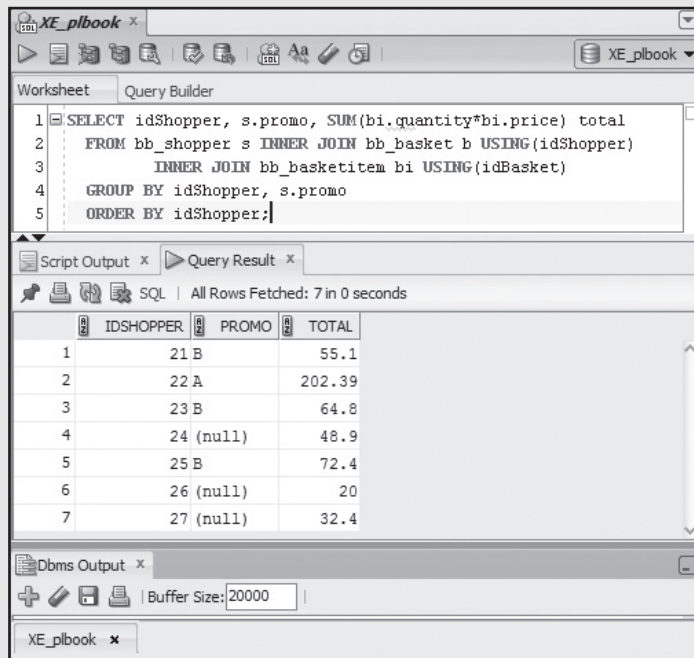 XE_plbook
XE_plbook
Worksheet Query Builder
1 SELECT idShopper, s.promo, SUM(bi.quantity*bi.price) total
2 FROM bb_shopper s INNER JOIN bb_basket b USING(idShopper)
3 INNER JOIN bb_basketitem bi USING(idBasket)
4 GROUP BY idShopper, s.promo
5 ORDER BY idShopper;
Script Output x Query Result x
SQL | All Rows Fetched: 7 in 0 seconds
IDSHOPPER PROMO TOTAL
1 21 B 55.1
2 22 A 202.39
3 23 B 64.8
4 24 (null) 48.9
5 25 B 72.4
6 26 (null) 20
7 27 (null) 32.4
Dbms Output x
Buffer Size: 20000
XE_plbook x